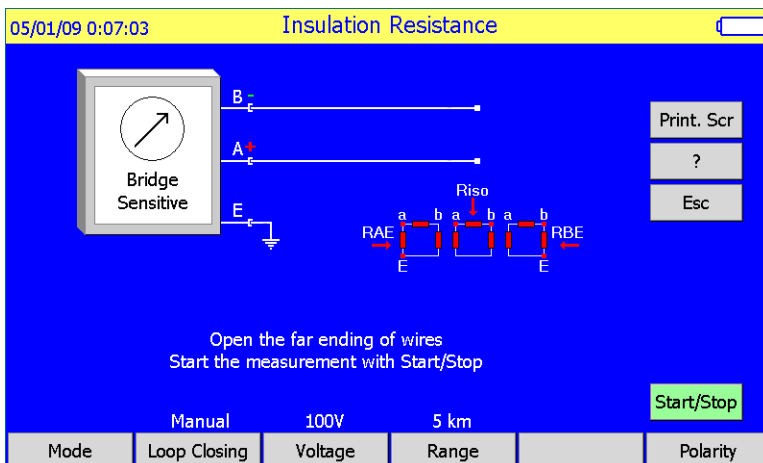 05/01/09 0:07:03 Insulation Resistance
B -
A +
E
Bridge
Sensitive
Riso
a b a b a b
RAE RBE
E E
Print. Scr
?
Esc
Open the far ending of wires
Start the measurement with Start/Stop
Start/Stop
Manual 100V 5 km
Mode Loop Closing Voltage Range Polarity